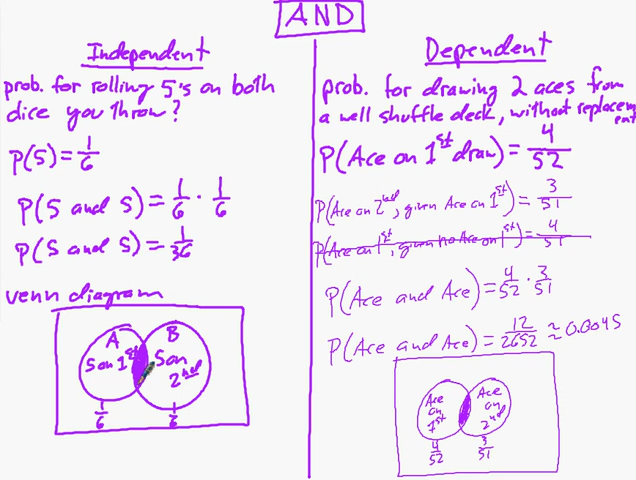 AND
Independent
prob. for rolling 5's on both
dice you throw?
P(5) = 1/6
P(5 and 5) = 1/6 · 1/6
P(5 and 5) = 1/36
venn diagram
A B
5 on 1st 5 on 2nd
1/6 1/6
Dependent
prob. for drawing 2 aces from
a well shuffle deck, without replacement
P(Ace on 1st draw) = 4/52
P(Ace on 2nd, given Ace on 1st) = 3/51
P(Ace on 1st, given no Ace on 1st) = 4/51
P(Ace and Ace) = 4/52 · 3/51
P(Ace and Ace) = 12/2652 ≈ 0.0045
Ace on 1st Ace on 2nd
4/52 3/51